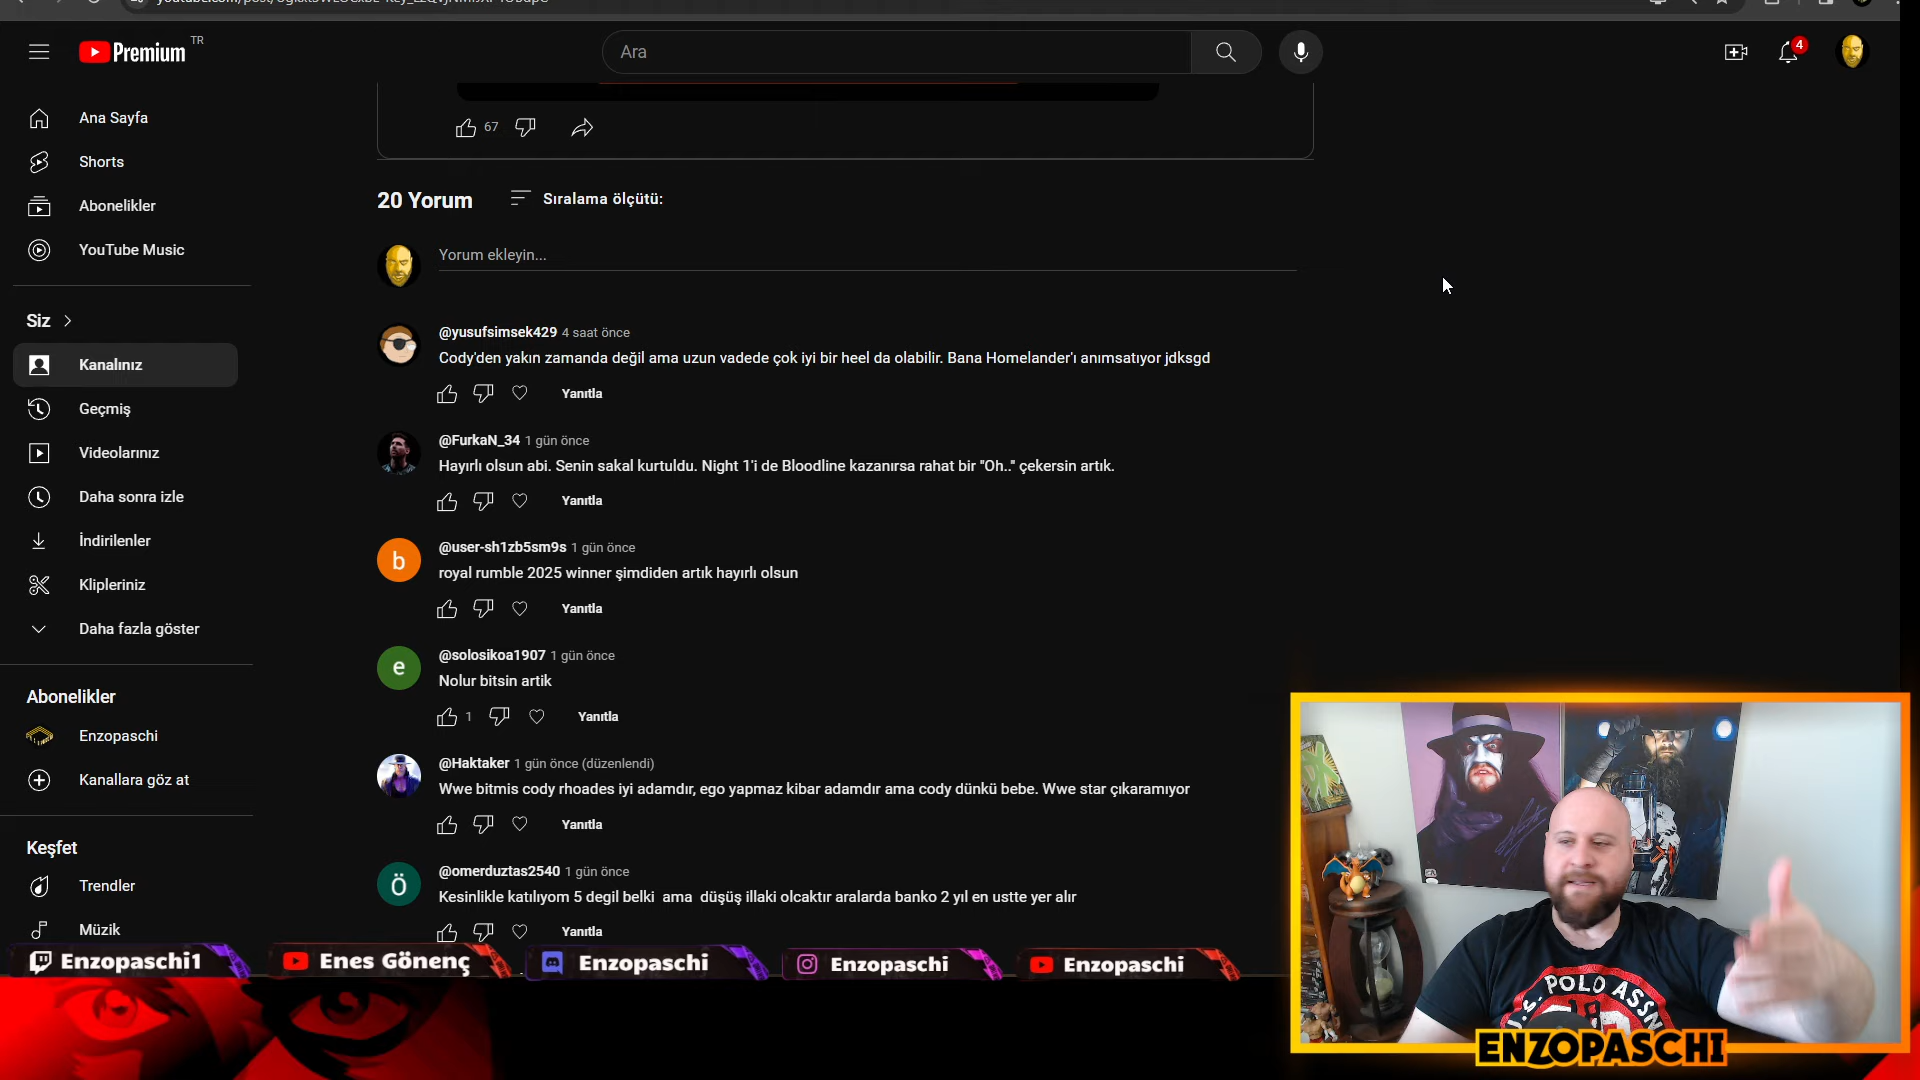 Premium
TR
Ara
4
Ana Sayfa
Shorts
Abonelikler
YouTube Music
Siz
Kanalınız
Geçmiş
Videolarınız
Daha sonra izle
İndirilenler
Klipleriniz
Daha fazla göster
Abonelikler
Enzopaschi
Kanallara göz at
Keşfet
Trendler
Müzik
67
20 Yorum
Sıralama ölçütü:
Yorum ekleyin...
@yusufsimsek429 4 saat önce
Cody'den yakın zamanda değil ama uzun vadede çok iyi bir heel da olabilir. Bana Homelander'ı anımsatıyor jdksgd
Yanıtla
@FurkaN_34 1 gün önce
Hayırlı olsun abi. Senin sakal kurtuldu. Night 1'i de Bloodline kazanırsa rahat bir "Oh.." çekersin artık.
Yanıtla
b
@user-sh1zb5sm9s 1 gün önce
royal rumble 2025 winner şimdiden artık hayırlı olsun
Yanıtla
e
@solosikoa1907 1 gün önce
Nolur bitsin artik
1
Yanıtla
@Haktaker 1 gün önce (düzenlendi)
Wwe bitmis cody rhoades iyi adamdır, ego yapmaz kibar adamdır ama cody dünkü bebe. Wwe star çıkaramıyor
Yanıtla
Ö
@omerduztas2540 1 gün önce
Kesinlikle katılıyom 5 degil belki ama düşüş illaki olcaktır aralarda banko 2 yıl en ustte yer alır
Yanıtla
Enzopaschi1
Enes Gönenç
Enzopaschi
Enzopaschi
Enzopaschi
U.S. POLO ASSN
ENZOPASCHI